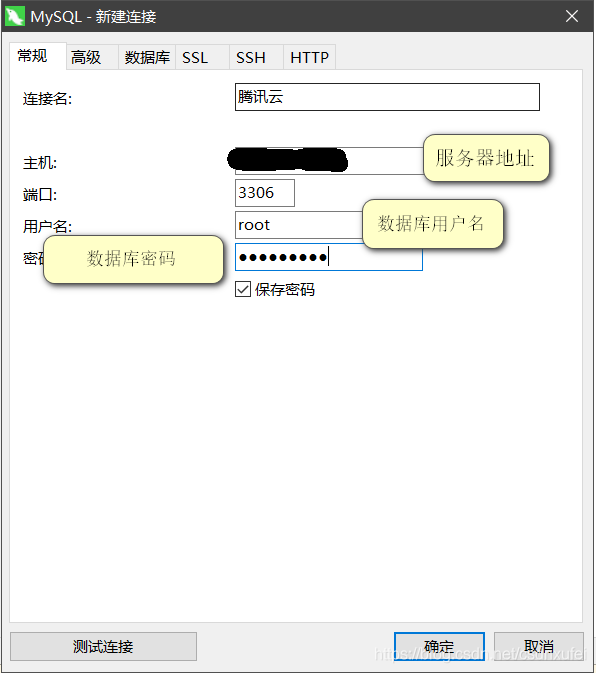 MySQL - 新建连接
常规 高级 数据库 SSL SSH HTTP
连接名: 腾讯云
主机: 服务器地址
端口: 3306
用户名: root 数据库用户名
密 数据库密码 ●●●●●●●●●
保存密码
测试连接 确定 取消
https://blog.csdn.net/csdnxufei